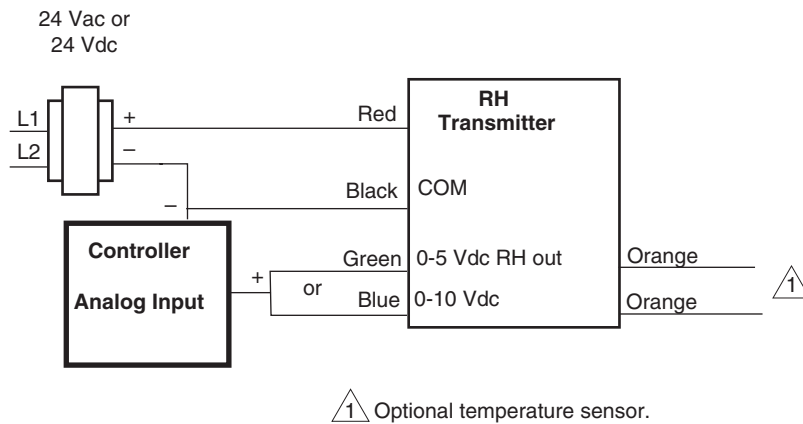 24 Vac or
24 Vdc
L1
L2
+
–
Red
RH
Transmitter
–
Black
COM
Controller
Analog Input
+
or
Green
0-5 Vdc RH out
Blue
0-10 Vdc
Orange
Orange
1
1 Optional temperature sensor.